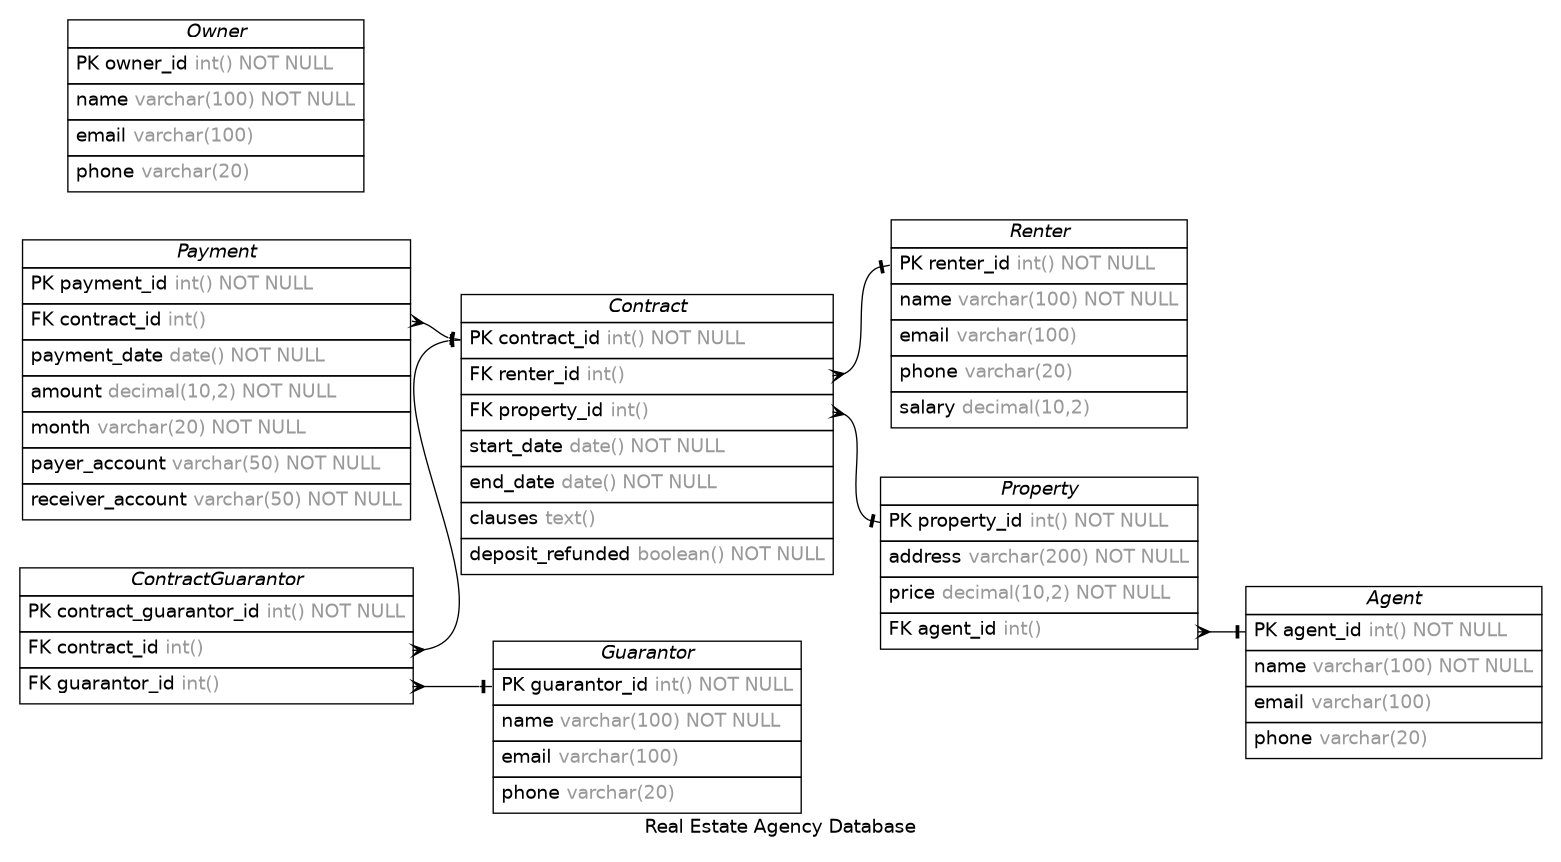 Owner
PK owner_id int() NOT NULL
name varchar(100) NOT NULL
email varchar(100)
phone varchar(20)
Payment
PK payment_id int() NOT NULL
FK contract_id int()
payment_date date() NOT NULL
amount decimal(10,2) NOT NULL
month varchar(20) NOT NULL
payer_account varchar(50) NOT NULL
receiver_account varchar(50) NOT NULL
ContractGuarantor
PK contract_guarantor_id int() NOT NULL
FK contract_id int()
FK guarantor_id int()
Contract
PK contract_id int() NOT NULL
FK renter_id int()
FK property_id int()
start_date date() NOT NULL
end_date date() NOT NULL
clauses text()
deposit_refunded boolean() NOT NULL
Guarantor
PK guarantor_id int() NOT NULL
name varchar(100) NOT NULL
email varchar(100)
phone varchar(20)
Renter
PK renter_id int() NOT NULL
name varchar(100) NOT NULL
email varchar(100)
phone varchar(20)
salary decimal(10,2)
Property
PK property_id int() NOT NULL
address varchar(200) NOT NULL
price decimal(10,2) NOT NULL
FK agent_id int()
Agent
PK agent_id int() NOT NULL
name varchar(100) NOT NULL
email varchar(100)
phone varchar(20)
Real Estate Agency Database